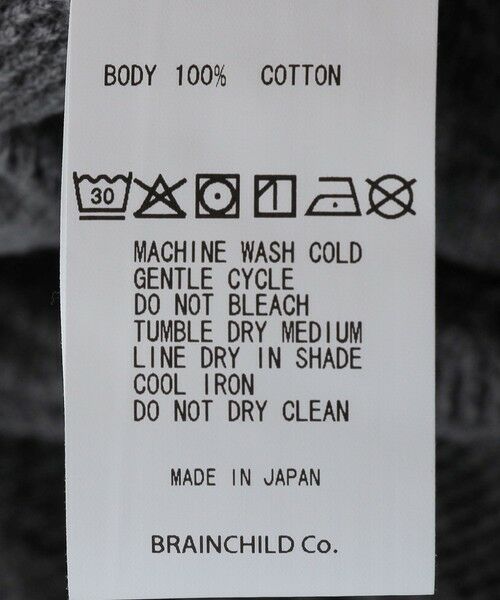 BODY 100% COTTON
30
MACHINE WASH COLD
GENTLE CYCLE
DO NOT BLEACH
TUMBLE DRY MEDIUM
LINE DRY IN SHADE
COOL IRON
DO NOT DRY CLEAN
MADE IN JAPAN
BRAINCHILD Co.